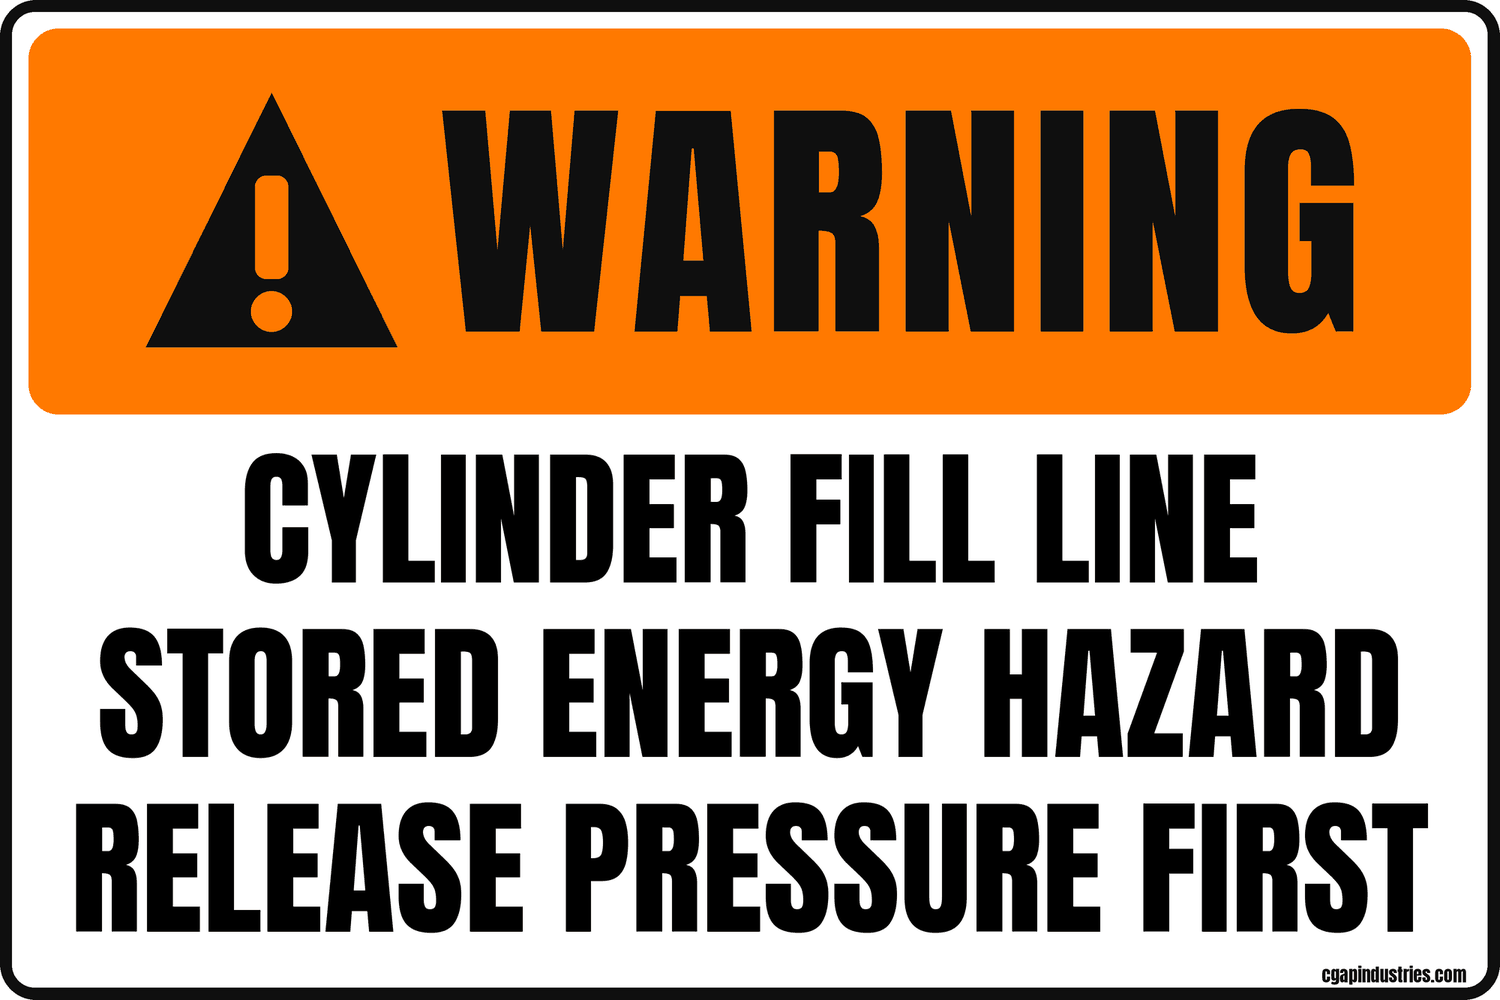 WARNING
CYLINDER FILL LINE
STORED ENERGY HAZARD
RELEASE PRESSURE FIRST
cgapindustries.com